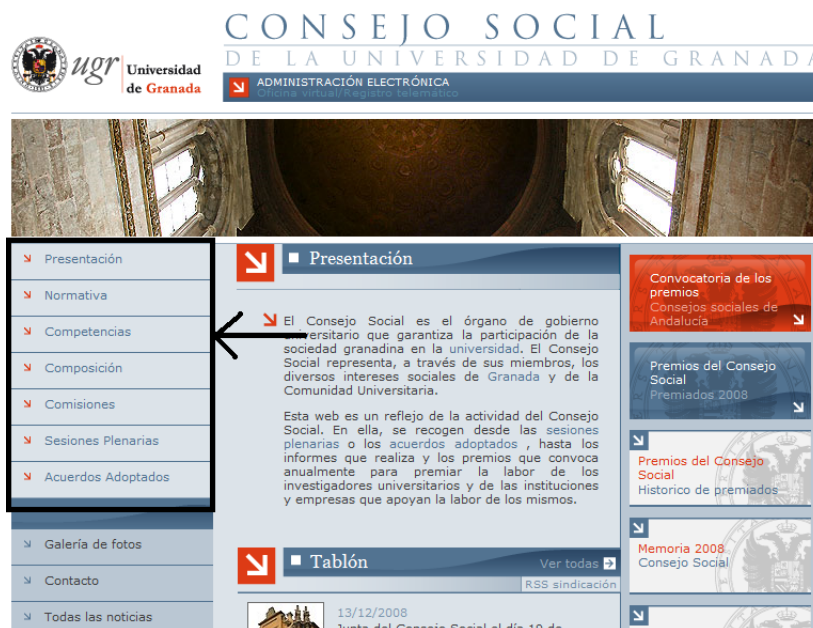 CONSEJO SOCIAL
DE LA UNIVERSIDAD DE GRANADA
ugr Universidad
de Granada
ADMINISTRACIÓN ELECTRÓNICA
Oficina virtual/Registro telemático
Presentación
Normativa
Competencias
Composición
Comisiones
Sesiones Plenarias
Acuerdos Adoptados
Galería de fotos
Contacto
Todas las noticias
Presentación
El Consejo Social es el órgano de gobierno
universitario que garantiza la participación de la
sociedad granadina en la universidad. El Consejo
Social representa, a través de sus miembros, los
diversos intereses sociales de Granada y de la
Comunidad Universitaria.
Esta web es un reflejo de la actividad del Consejo
Social. En ella, se recogen desde las sesiones
plenarias o los acuerdos adoptados , hasta los
informes que realiza y los premios que convoca
anualmente para premiar la labor de los
investigadores universitarios y de las instituciones
y empresas que apoyan la labor de los mismos.
Tablón
Ver todas
RSS sindicación
13/12/2008
Junta del Consejo Social el día 19 de
Convocatoria de los
premios
Consejos sociales de
Andalucía
Premios del Consejo
Social
Premiados 2008
Premios del Consejo
Social
Historico de premiados
Memoria 2008
Consejo Social